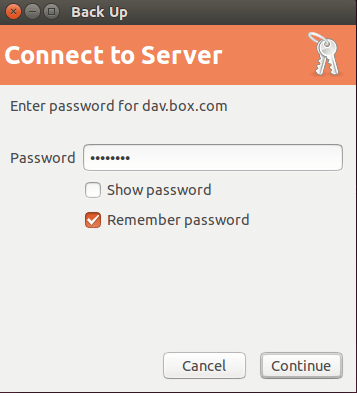 Back Up
Connect to Server
Enter password for dav.box.com
Password ••••••••
Show password
Remember password
Cancel Continue